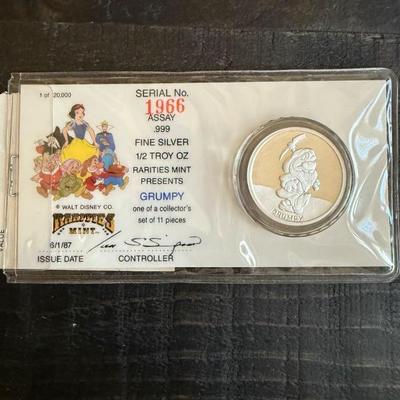 1 of 20,000
SERIAL No.
1966
ASSAY
.999
FINE SILVER
1/2 TROY OZ
RARITIES MINT
PRESENTS
GRUMPY
one of a collector's
set of 11 pieces
© WALT DISNEY CO.
RARITIES
MINT
6/1/87
ISSUE DATE
CONTROLLER
GRUMPY
VALUE